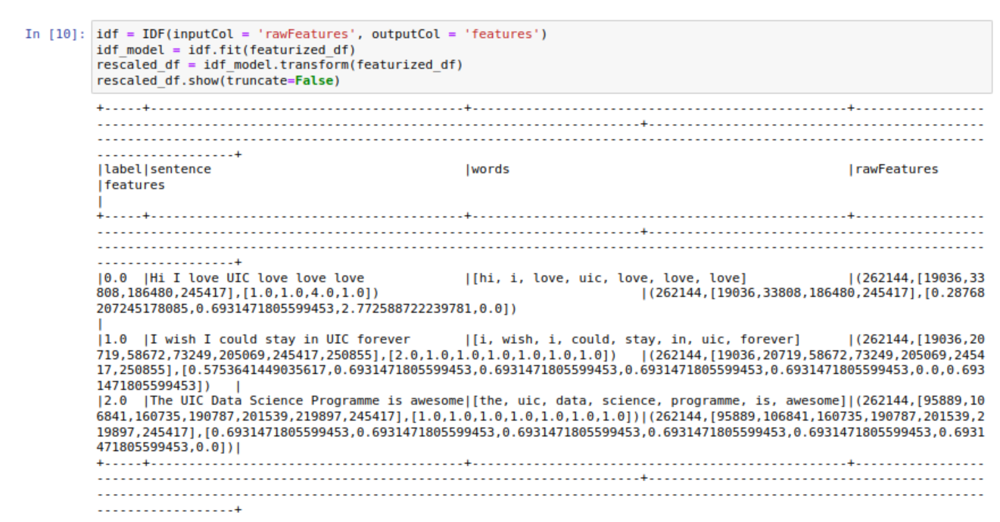 In [10]: idf = IDF(inputCol = 'rawFeatures', outputCol = 'features')
idf_model = idf.fit(featurized_df)
rescaled_df = idf_model.transform(featurized_df)
rescaled_df.show(truncate=False)
+-----+-----------------------------------------+-------------------------------------------------+-----------------
-----------------------------------------------------------------------+--------------------------------------------
--------------------------------------------------------------------------------------------------------------------
------------------+
|label|sentence                                 |words                                            |rawFeatures
|features
|
+-----+-----------------------------------------+-------------------------------------------------+-----------------
-----------------------------------------------------------------------+--------------------------------------------
--------------------------------------------------------------------------------------------------------------------
------------------+
|0.0  |Hi I love UIC love love love             |[hi, i, love, uic, love, love, love]             |(262144,[19036,33
808,186480,245417],[1.0,1.0,4.0,1.0])                                  |(262144,[19036,33808,186480,245417],[0.28768
207245178085,0.6931471805599453,2.772588722239781,0.0])
|
|1.0  |I wish I could stay in UIC forever       |[i, wish, i, could, stay, in, uic, forever]      |(262144,[19036,20
719,58672,73249,205069,245417,250855],[2.0,1.0,1.0,1.0,1.0,1.0,1.0])   |(262144,[19036,20719,58672,73249,205069,2454
17,250855],[0.5753641449035617,0.6931471805599453,0.6931471805599453,0.6931471805599453,0.6931471805599453,0.0,0.693
1471805599453])   |
|2.0  |The UIC Data Science Programme is awesome|[the, uic, data, science, programme, is, awesome]|(262144,[95889,10
6841,160735,190787,201539,219897,245417],[1.0,1.0,1.0,1.0,1.0,1.0,1.0])|(262144,[95889,106841,160735,190787,201539,2
19897,245417],[0.6931471805599453,0.6931471805599453,0.6931471805599453,0.6931471805599453,0.6931471805599453,0.6931
471805599453,0.0])|
+-----+-----------------------------------------+-------------------------------------------------+-----------------
-----------------------------------------------------------------------+--------------------------------------------
--------------------------------------------------------------------------------------------------------------------
------------------+